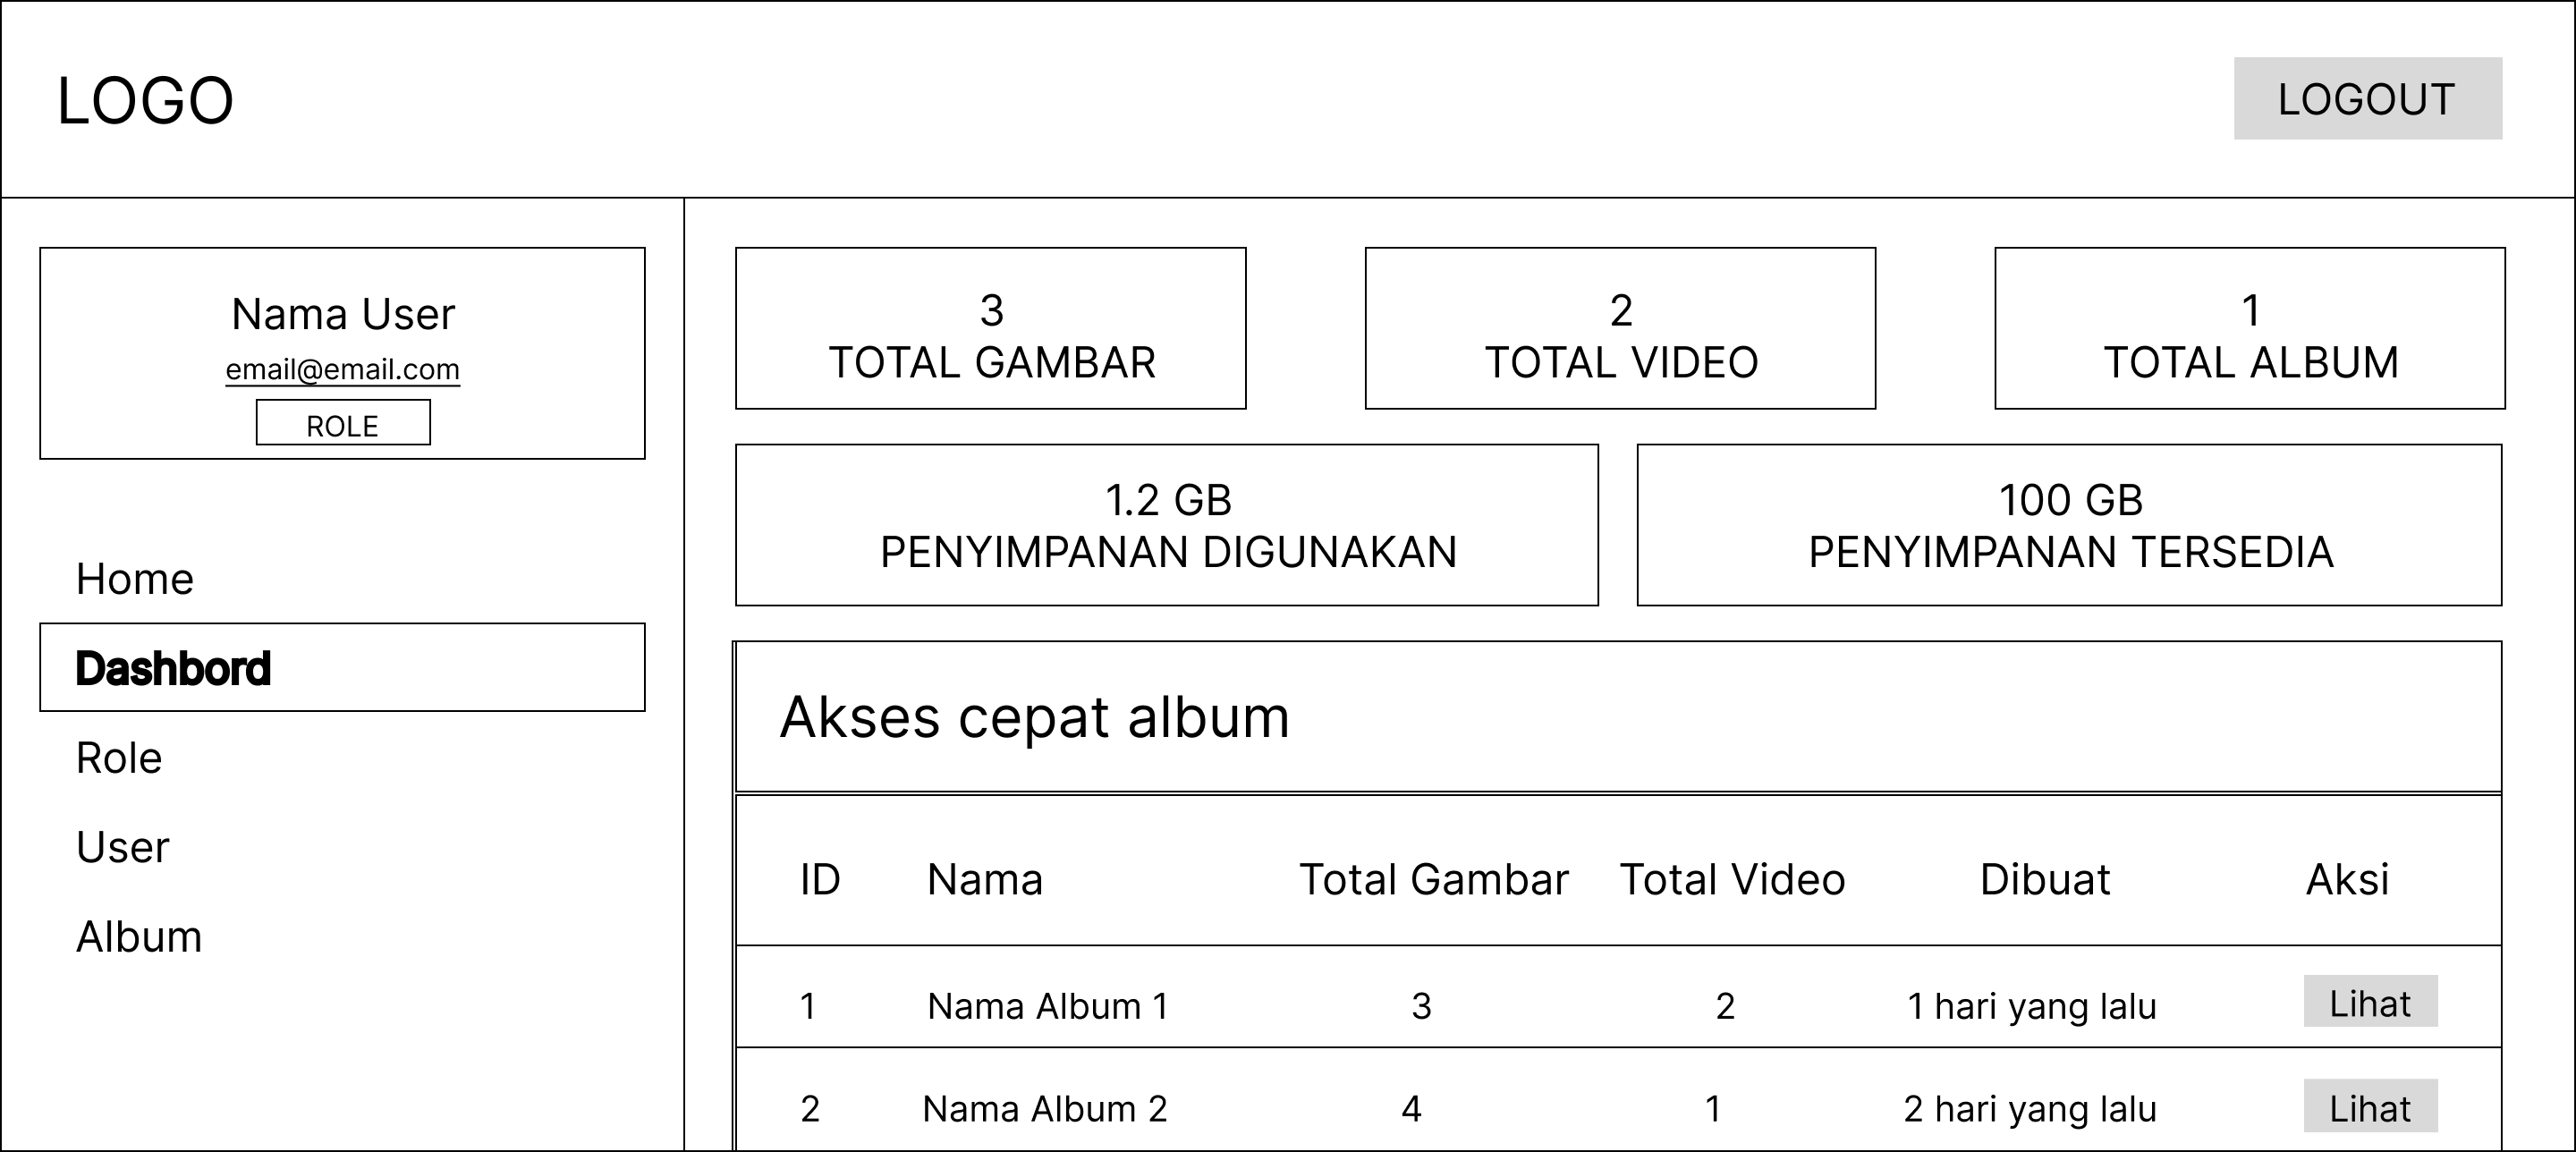 LOGO
LOGOUT
Nama User
email@email.com
ROLE
Home
Dashbord
Role
User
Album
3
TOTAL GAMBAR
2
TOTAL VIDEO
1
TOTAL ALBUM
1.2 GB
PENYIMPANAN DIGUNAKAN
100 GB
PENYIMPANAN TERSEDIA
Akses cepat album
ID Nama Total Gambar Total Video Dibuat Aksi
1 Nama Album 1 3 2 1 hari yang lalu Lihat
2 Nama Album 2 4 1 2 hari yang lalu Lihat